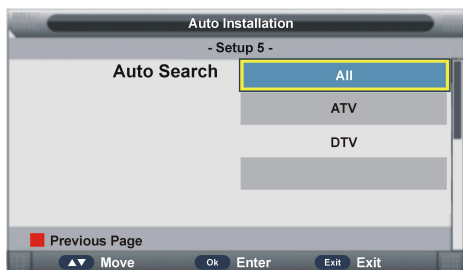 Auto Installation
- Setup 5 -
Auto Search All
ATV
DTV
Previous Page
▲▼ Move Ok Enter Exit Exit